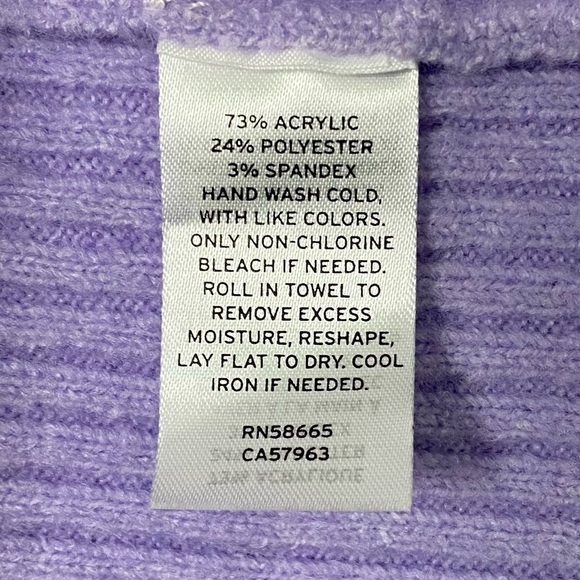 73% ACRYLIC
24% POLYESTER
3% SPANDEX
HAND WASH COLD,
WITH LIKE COLORS.
ONLY NON-CHLORINE
BLEACH IF NEEDED.
ROLL IN TOWEL TO
REMOVE EXCESS
MOISTURE, RESHAPE,
LAY FLAT TO DRY. COOL
IRON IF NEEDED.
RN58665
CA57963